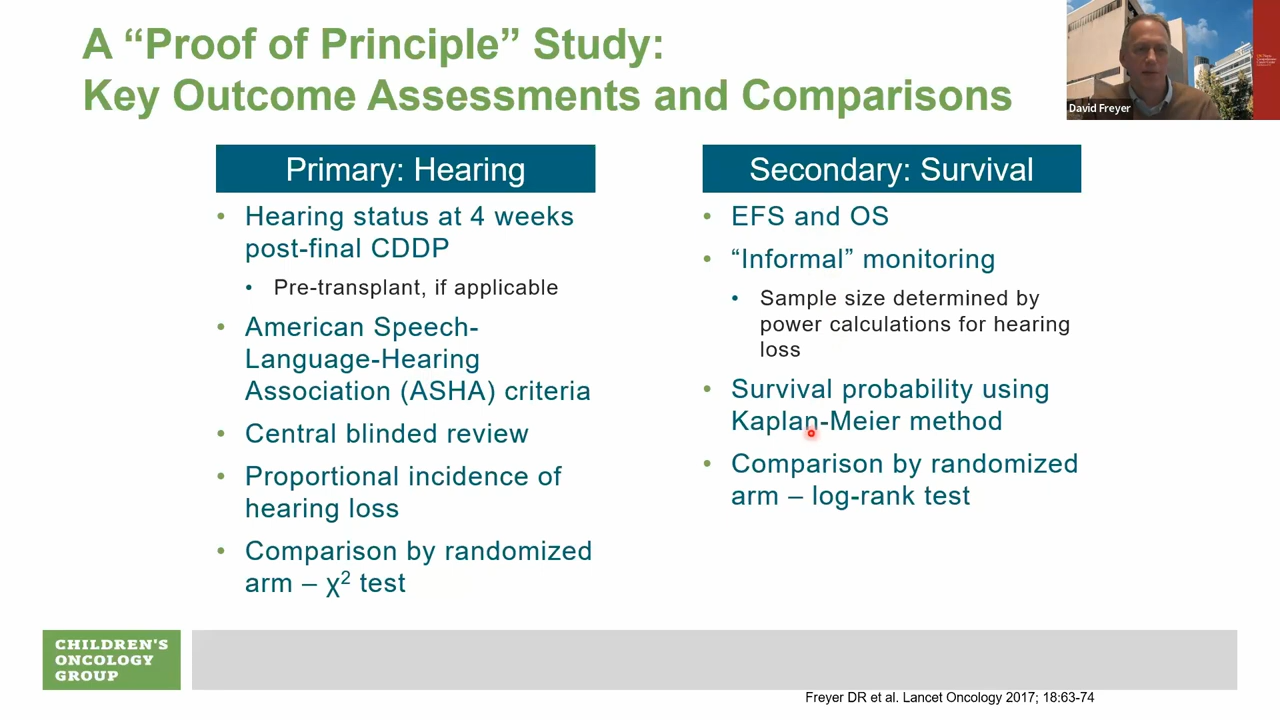 A “Proof of Principle” Study:
Key Outcome Assessments and Comparisons
David Freyer
Primary: Hearing
• Hearing status at 4 weeks
post-final CDDP
• Pre-transplant, if applicable
• American Speech-
Language-Hearing
Association (ASHA) criteria
• Central blinded review
• Proportional incidence of
hearing loss
• Comparison by randomized
arm – χ² test
Secondary: Survival
• EFS and OS
• “Informal” monitoring
• Sample size determined by
power calculations for hearing
loss
• Survival probability using
Kaplan-Meier method
• Comparison by randomized
arm – log-rank test
CHILDREN'S
ONCOLOGY
GROUP
Freyer DR et al. Lancet Oncology 2017; 18:63-74